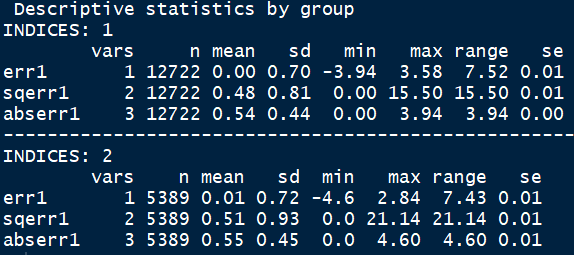 Descriptive statistics by group
INDICES: 1
vars n mean sd min max range se
err1 1 12722 0.00 0.70 -3.94 3.58 7.52 0.01
sqerr1 2 12722 0.48 0.81 0.00 15.50 15.50 0.01
abserr1 3 12722 0.54 0.44 0.00 3.94 3.94 0.00
------------------------------------------------------------
INDICES: 2
vars n mean sd min max range se
err1 1 5389 0.01 0.72 -4.6 2.84 7.43 0.01
sqerr1 2 5389 0.51 0.93 0.0 21.14 21.14 0.01
abserr1 3 5389 0.55 0.45 0.0 4.60 4.60 0.01